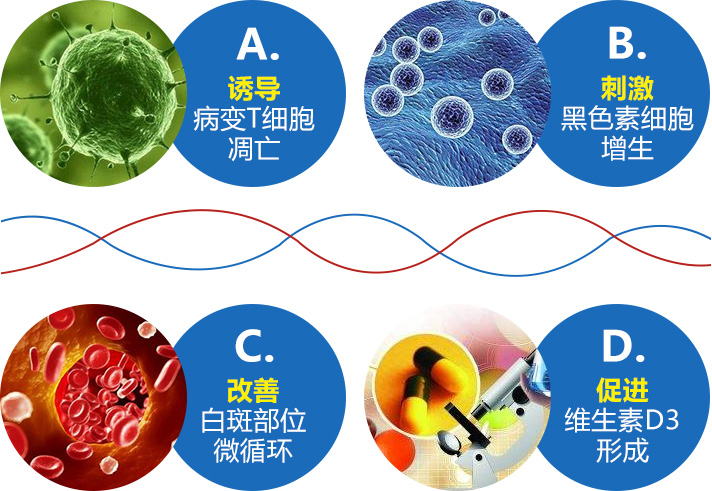 A.
诱导
病变T细胞
凋亡
B.
刺激
黑色素细胞
增生
C.
改善
白斑部位
微循环
D.
促进
维生素D3
形成